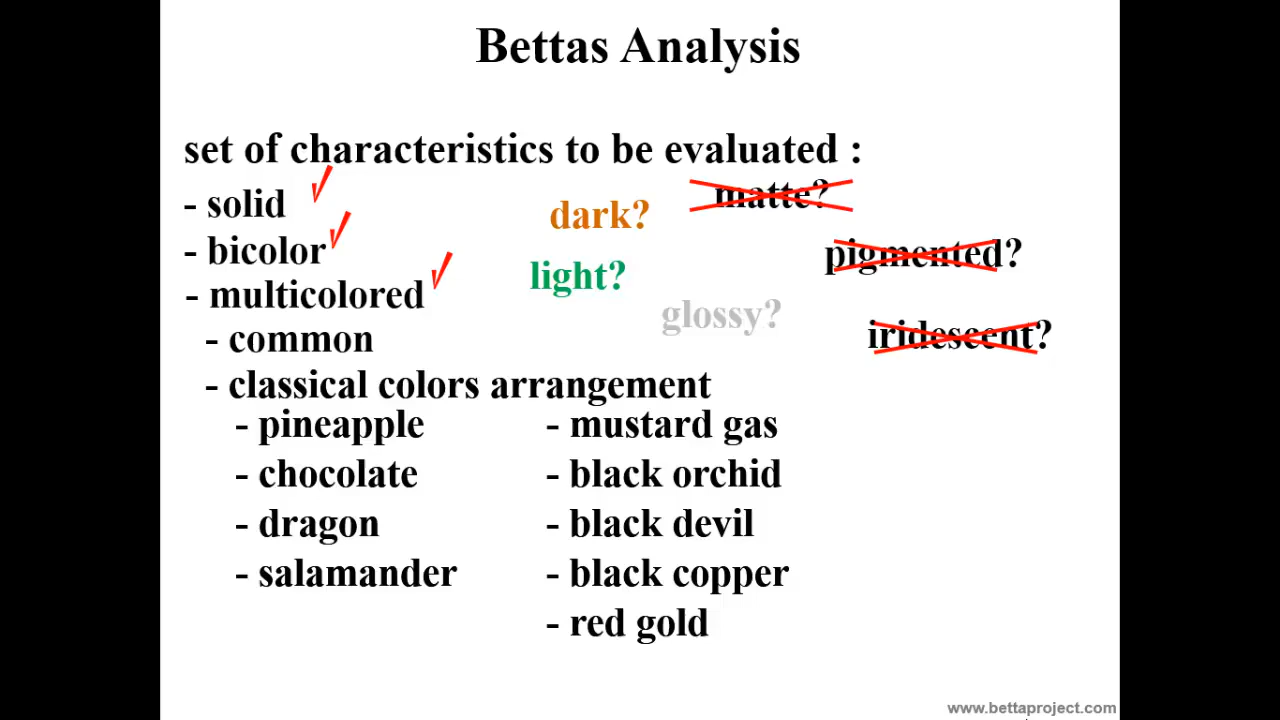 Bettas Analysis
set of characteristics to be evaluated :
- solid
- bicolor
- multicolored
- common
- classical colors arrangement
- pineapple
- chocolate
- dragon
- salamander
- mustard gas
- black orchid
- black devil
- black copper
- red gold
dark?
light?
glossy?
matte?
pigmented?
iridescent?
www.bettaproject.com